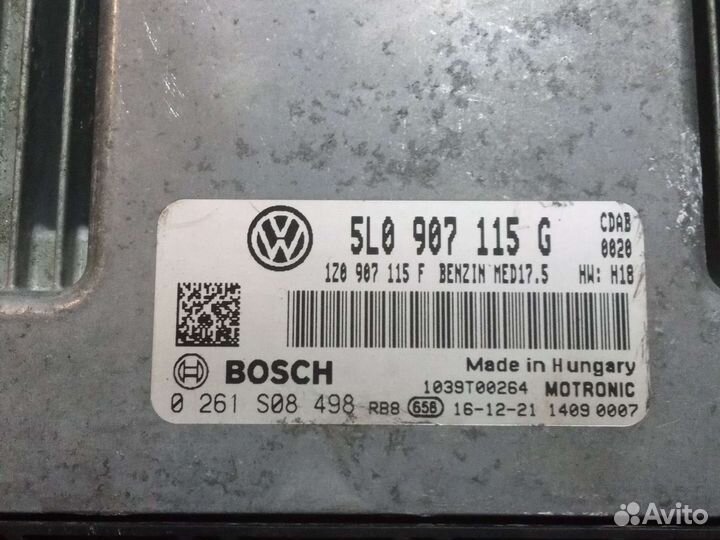 5L0 907 115 G CDAB
0020
1Z0 907 115 F BENZIN MED17.5 HW: H18
BOSCH Made in Hungary
1039T00264 MOTRONIC
0 261 S08 498 RB8 656 16-12-21 1409 0007
Avito